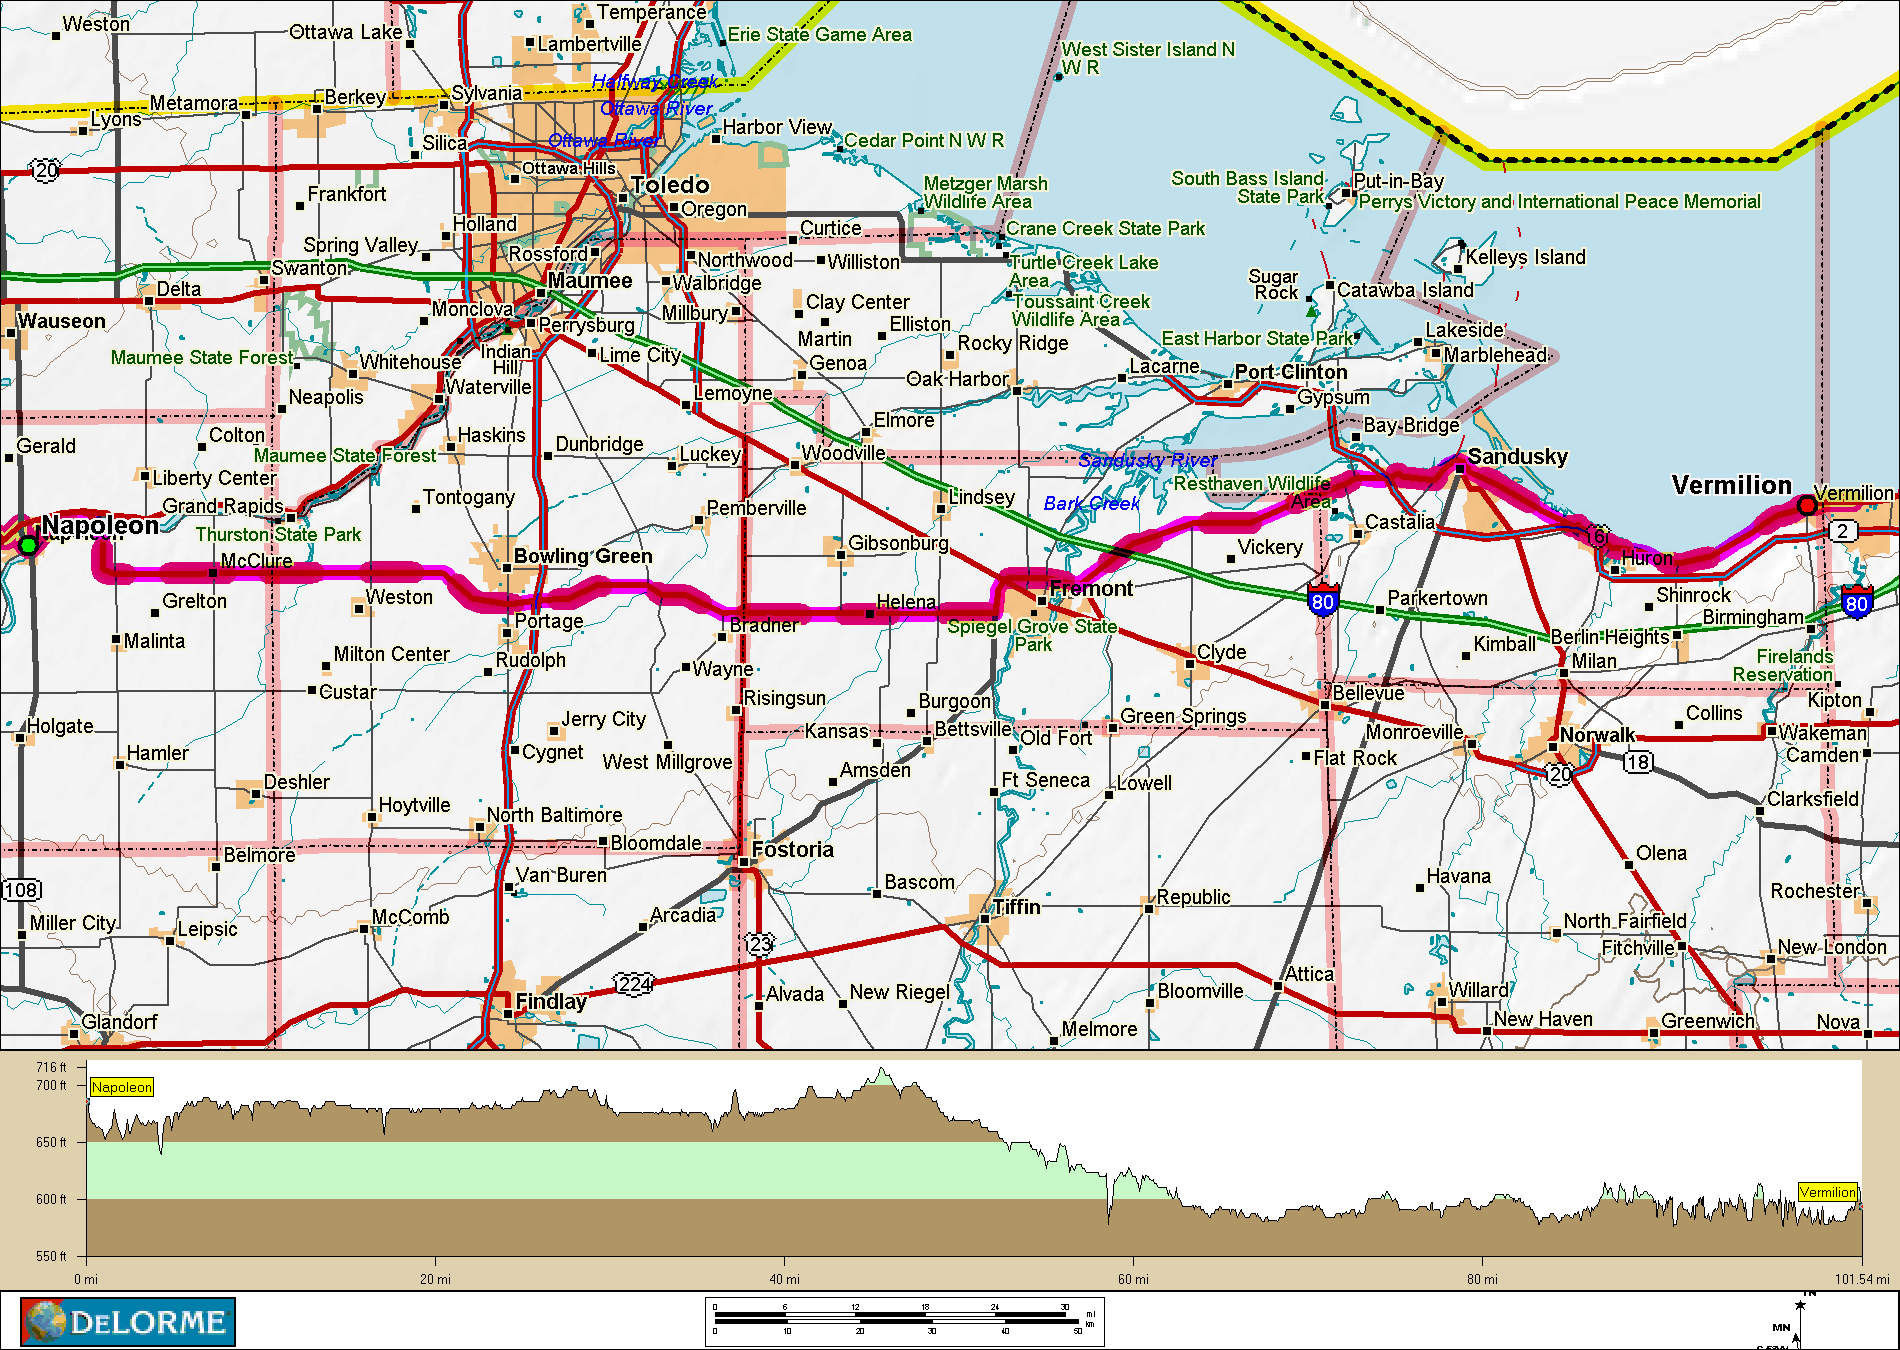 Weston
Ottawa Lake
Temperance
Lambertville
Erie State Game Area
West Sister Island N
W R
Halfway Creek
Metamora
Berkey
Sylvania
Ottawa River
Lyons
Harbor View
Silica
Ottawa River
Cedar Point N W R
20
Ottawa Hills
Frankfort
Toledo
Metzger Marsh
Wildlife Area
South Bass Island
State Park
Put-in-Bay
Perrys Victory and International Peace Memorial
Oregon
Holland
Curtice
Crane Creek State Park
Spring Valley
Rossford
Northwood
Williston
Turtle Creek Lake
Area
Kelleys Island
Swanton
Maumee
Walbridge
Sugar
Rock
Catawba Island
Delta
Monclova
Millbury
Clay Center
Toussaint Creek
Wildlife Area
Wauseon
Perrysburg
Elliston
Martin
Rocky Ridge
East Harbor State Park
Lakeside
Marblehead
Maumee State Forest
Whitehouse
Indian
Hill
Lime City
Genoa
Lacarne
Port Clinton
Oak Harbor
Waterville
Neapolis
Lemoyne
Gypsum
Elmore
Bay Bridge
Gerald
Colton
Haskins
Dunbridge
Maumee State Forest
Luckey
Woodville
Sandusky River
Sandusky
Liberty Center
Resthaven Wildlife
Area
Vermilion
Vermilion
Grand Rapids
Tontogany
Pemberville
Lindsey
Bark Creek
Napoleon
Thurston State Park
Castalia
2
6
Gibsonburg
Vickery
Huron
McClure
Bowling Green
Fremont
80
Parkertown
Shinrock
80
Grelton
Weston
Helena
Birmingham
Malinta
Portage
Bradner
Spiegel Grove State
Park
Kimball
Berlin Heights
Milton Center
Rudolph
Wayne
Clyde
Milan
Firelands
Reservation
Custar
Risingsun
Burgoon
Bellevue
Kipton
Holgate
Jerry City
Kansas
Bettsville
Green Springs
Collins
Monroeville
Norwalk
Wakeman
Old Fort
Hamler
Cygnet
West Millgrove
Amsden
Flat Rock
20
18
Camden
Deshler
Ft Seneca
Lowell
Hoytville
North Baltimore
Clarksfield
Bloomdale
Fostoria
Belmore
Olena
Van Buren
Bascom
Havana
108
Republic
Rochester
Miller City
McComb
Arcadia
Tiffin
North Fairfield
Leipsic
23
Fitchville
New London
224
Attica
Findlay
Alvada
New Riegel
Bloomville
Willard
Glandorf
Melmore
New Haven
Greenwich
Nova
716 ft
700 ft
Napoleon
650 ft
600 ft
Vermilion
550 ft
0 mi
20 mi
40 mi
60 mi
80 mi
101.54 mi
DELORME
0 6 12 18 24 30
mi
km
0 10 20 30 40 50
MN